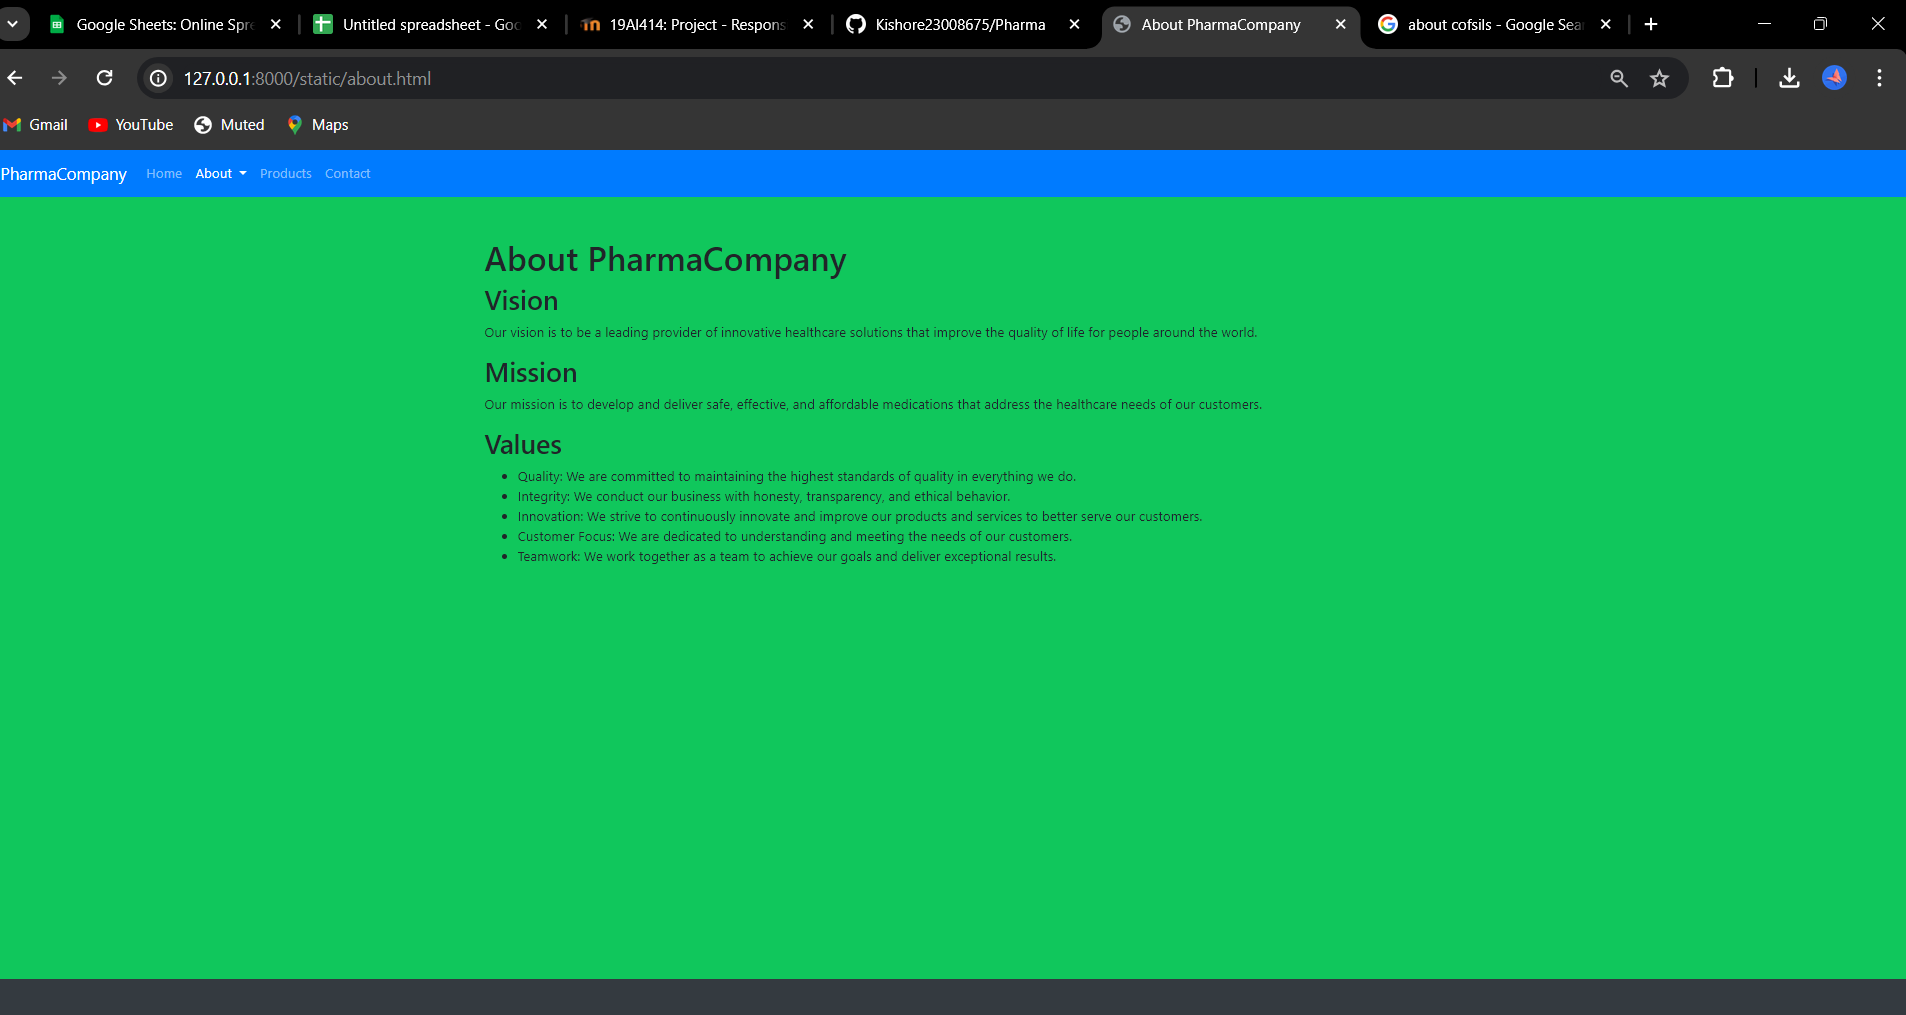 Google Sheets: Online Spre
Untitled spreadsheet - Goo
19AI414: Project - Respons
Kishore23008675/Pharma
About PharmaCompany
about cofsils - Google Sear
127.0.0.1:8000/static/about.html
Gmail YouTube Muted Maps
PharmaCompany Home About Products Contact
About PharmaCompany
Vision
Our vision is to be a leading provider of innovative healthcare solutions that improve the quality of life for people around the world.
Mission
Our mission is to develop and deliver safe, effective, and affordable medications that address the healthcare needs of our customers.
Values
• Quality: We are committed to maintaining the highest standards of quality in everything we do.
• Integrity: We conduct our business with honesty, transparency, and ethical behavior.
• Innovation: We strive to continuously innovate and improve our products and services to better serve our customers.
• Customer Focus: We are dedicated to understanding and meeting the needs of our customers.
• Teamwork: We work together as a team to achieve our goals and deliver exceptional results.